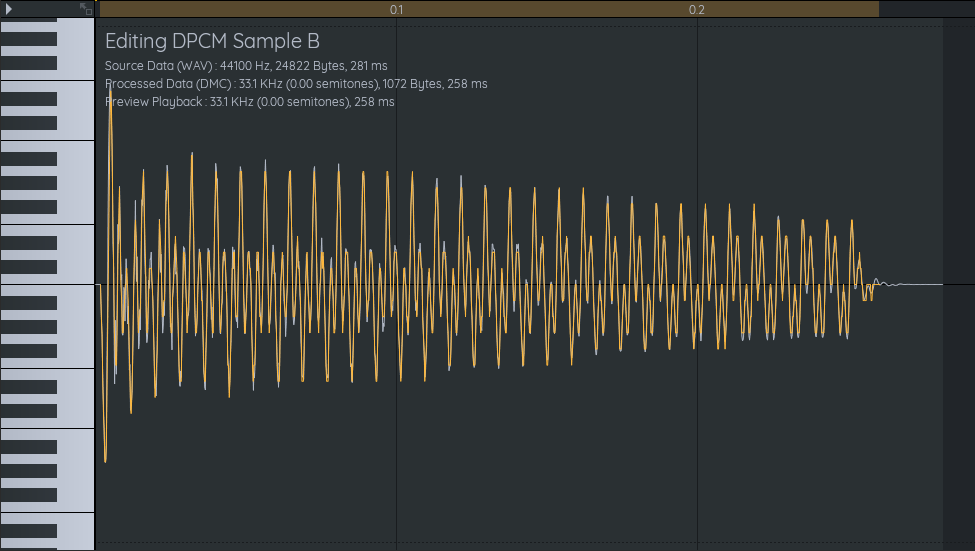 0.1 0.2
Editing DPCM Sample B
Source Data (WAV) : 44100 Hz, 24822 Bytes, 281 ms
Processed Data (DMC) : 33.1 KHz (0.00 semitones), 1072 Bytes, 258 ms
Preview Playback : 33.1 KHz (0.00 semitones), 258 ms